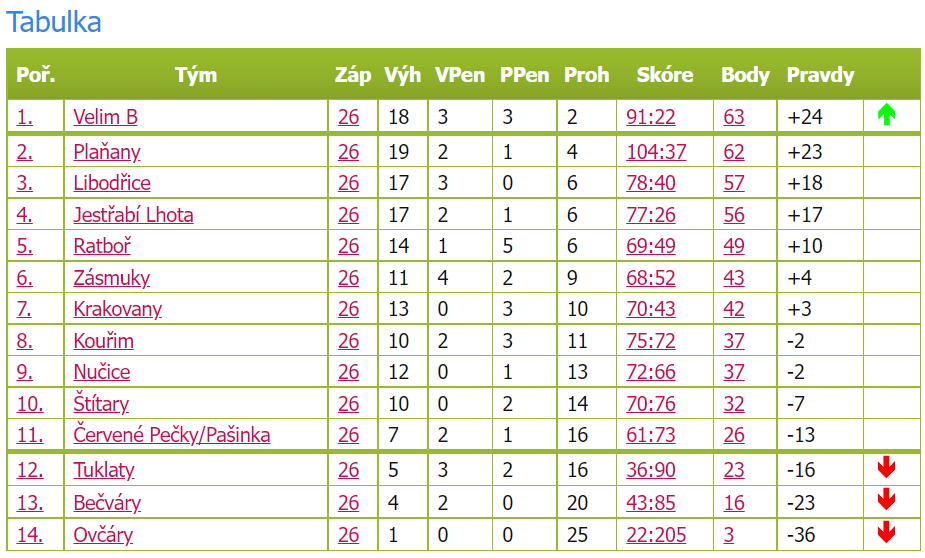 Tabulka
Poř. Tým Záp Výh VPen PPen Proh Skóre Body Pravdy
1. Velim B 26 18 3 3 2 91:22 63 +24
2. Plaňany 26 19 2 1 4 104:37 62 +23
3. Libodřice 26 17 3 0 6 78:40 57 +18
4. Jestřabí Lhota 26 17 2 1 6 77:26 56 +17
5. Ratboř 26 14 1 5 6 69:49 49 +10
6. Zásmuky 26 11 4 2 9 68:52 43 +4
7. Krakovany 26 13 0 3 10 70:43 42 +3
8. Kouřim 26 10 2 3 11 75:72 37 -2
9. Nučice 26 12 0 1 13 72:66 37 -2
10. Štítary 26 10 0 2 14 70:76 32 -7
11. Červené Pečky/Pašinka 26 7 2 1 16 61:73 26 -13
12. Tuklaty 26 5 3 2 16 36:90 23 -16
13. Bečváry 26 4 2 0 20 43:85 16 -23
14. Ovčáry 26 1 0 0 25 22:205 3 -36